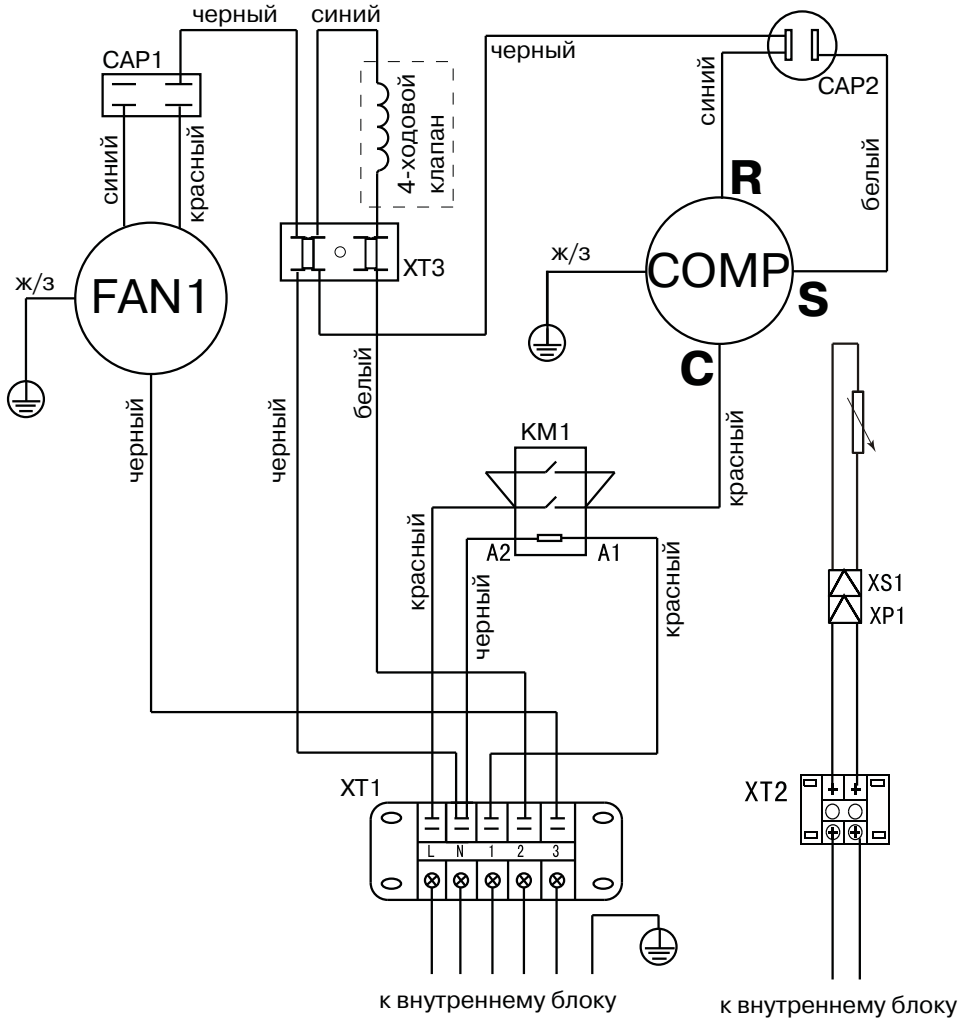 черный
синий
CAP1
черный
CAP2
синий
красный
4-ходовой
клапан
синий
белый
R
XT3
ж/з
FAN1
ж/з
COMP
S
C
черный
черный
белый
KM1
красный
красный
A2
A1
черный
красный
XS1
XP1
XT1
XT2
L N 1 2 3
к внутреннему блоку
к внутреннему блоку